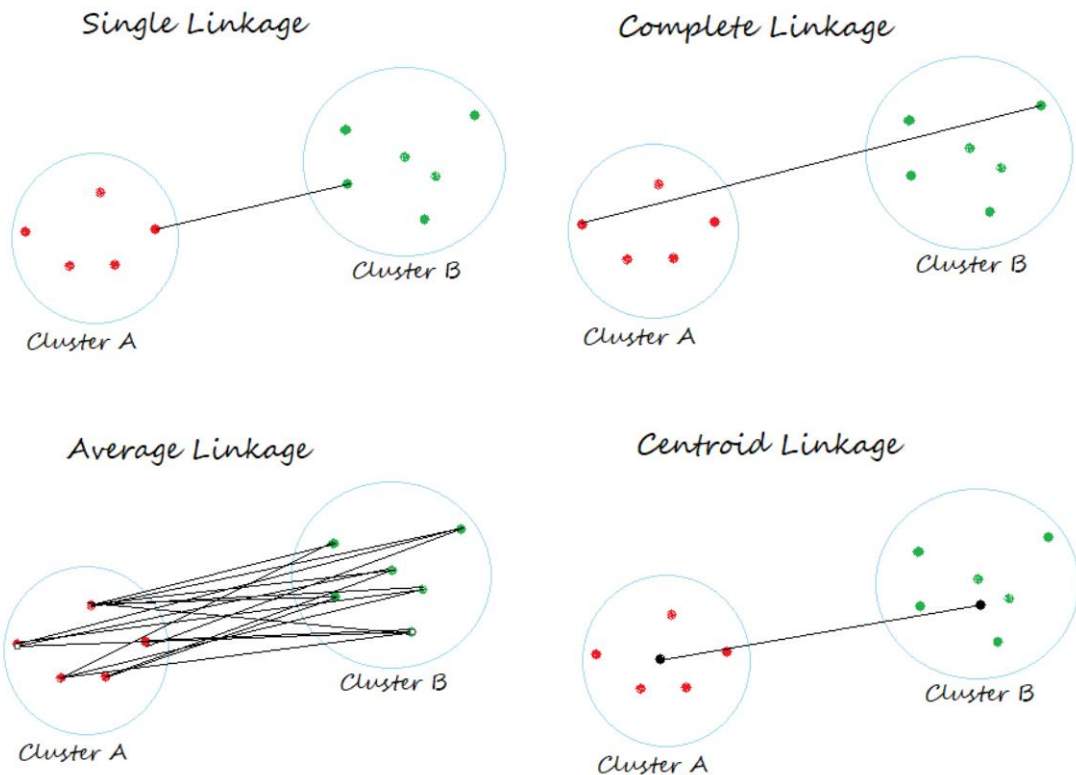 Single Linkage
Cluster A
Cluster B
Complete Linkage
Cluster A
Cluster B
Average Linkage
Cluster A
Cluster B
Centroid Linkage
Cluster A
Cluster B